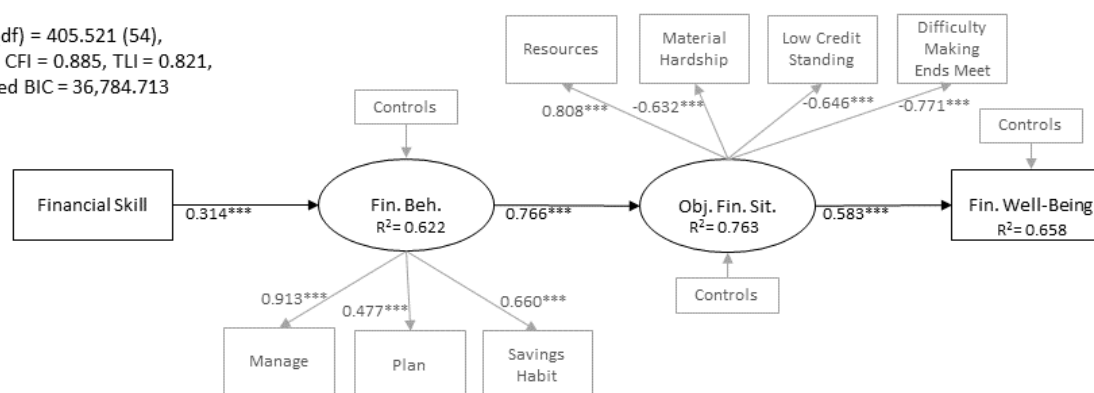 df) = 405.521 (54),
CFI = 0.885, TLI = 0.821,
ed BIC = 36,784.713
Resources
Material
Hardship
Low Credit
Standing
Difficulty
Making
Ends Meet
Controls
0.808***
-0.632***
-0.646***
-0.771***
Controls
Financial Skill
0.314***
Fin. Beh.
R²= 0.622
0.766***
Obj. Fin. Sit.
R²= 0.763
0.583***
Fin. Well-Being
R²= 0.658
Controls
0.913***
0.477***
0.660***
Manage
Plan
Savings
Habit